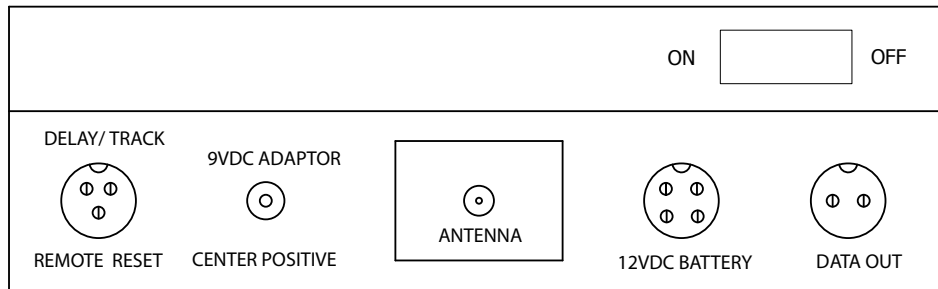 ON OFF
DELAY/ TRACK
9VDC ADAPTOR
ANTENNA
REMOTE RESET
CENTER POSITIVE
12VDC BATTERY
DATA OUT